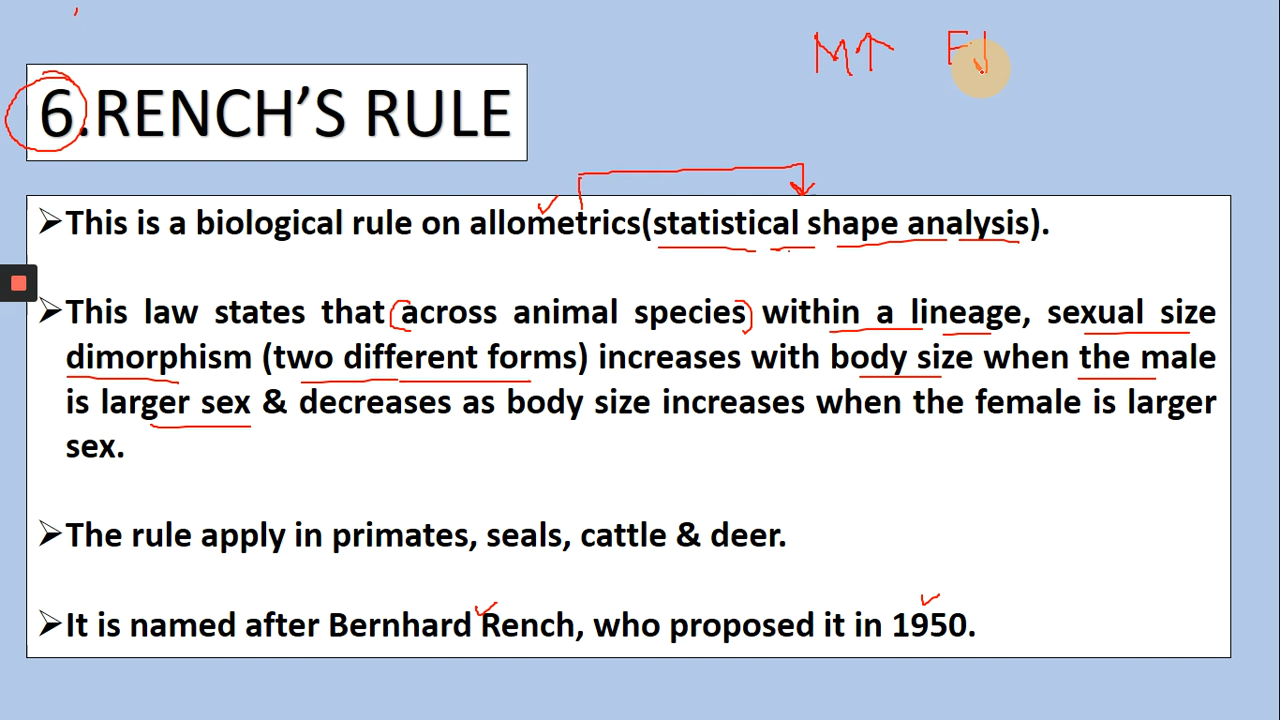 M↑ F
6.RENCH’S RULE
➢This is a biological rule on allometrics(statistical shape analysis).
➢This law states that across animal species within a lineage, sexual size
dimorphism (two different forms) increases with body size when the male
is larger sex & decreases as body size increases when the female is larger
sex.
➢The rule apply in primates, seals, cattle & deer.
➢It is named after Bernhard Rench, who proposed it in 1950.